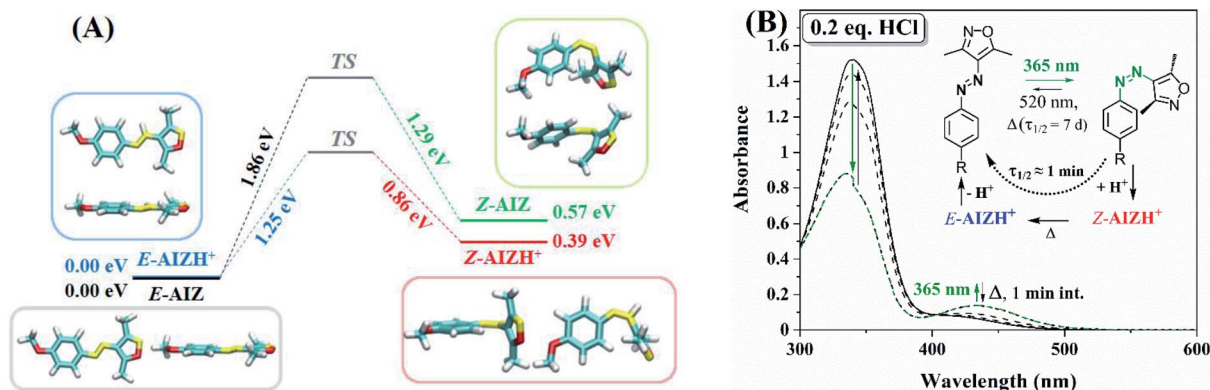 (A)
TS
TS
1.86 eV
1.25 eV
1.29 eV
0.86 eV
Z-AIZ
0.57 eV
0.39 eV
Z-AIZH⁺
0.00 eV
E-AIZH⁺
0.00 eV
E-AIZ
(B)
0.2 eq. HCl
Absorbance
1.6
1.4
1.2
1.0
0.8
0.6
0.4
0.2
0
N
O
N
N
R
365 nm
520 nm,
Δ (τ1/2 = 7 d)
N
N
O
N
R
τ1/2 ≈ 1 min
- H⁺
+ H⁺
E-AIZH⁺
Δ
Z-AIZH⁺
365 nm
Δ, 1 min int.
300
400
500
600
Wavelength (nm)